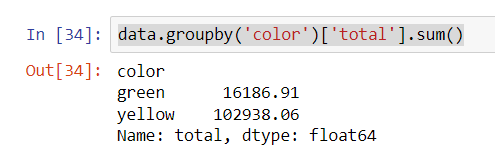 In [34]: data.groupby('color')['total'].sum()
Out[34]: color
green 16186.91
yellow 102938.06
Name: total, dtype: float64